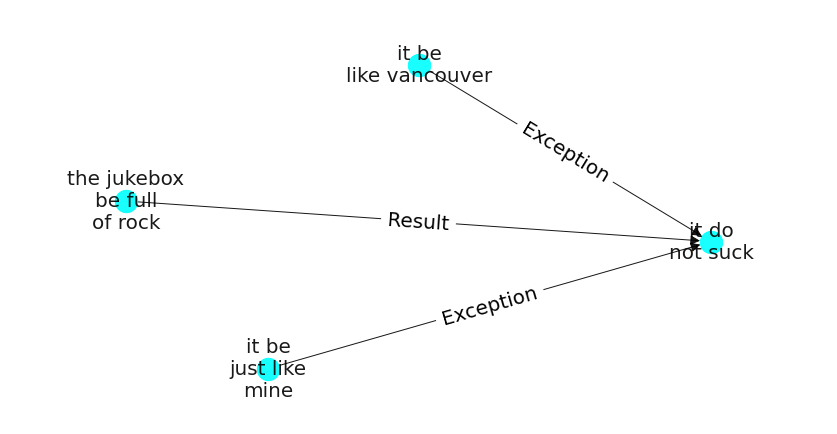 it be
like vancouver
Exception
the jukebox
be full
of rock
Result
it do
not suck
Exception
it be
just like
mine